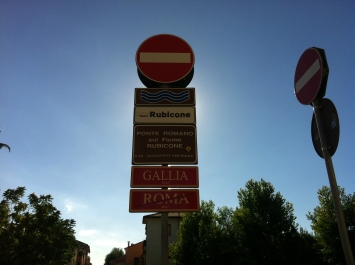 Rubicone
PONTE ROMANO
sul Fiume
RUBICONE
GALLIA
ROMA